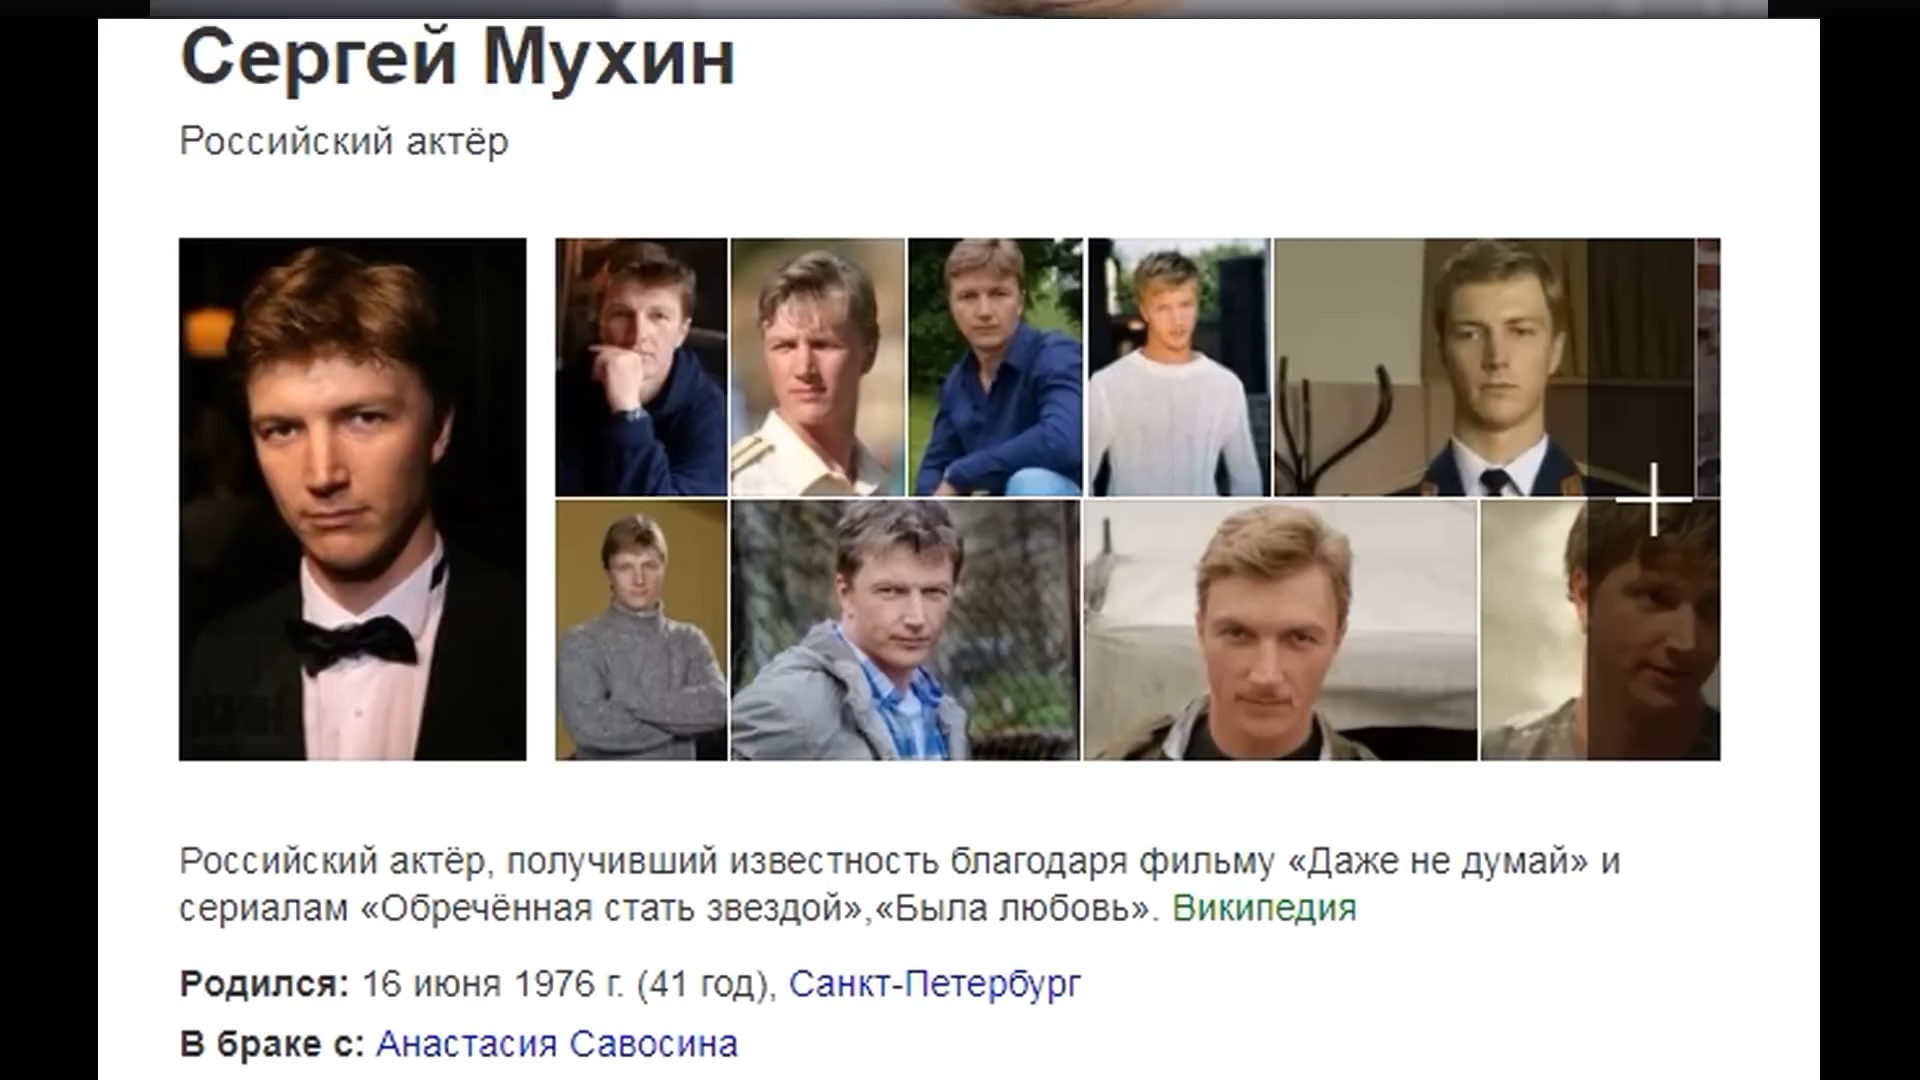 Сергей Мухин
Российский актёр
Российский актёр, получивший известность благодаря фильму «Даже не думай» и
сериалам «Обречённая стать звездой»,«Была любовь». Википедия
Родился: 16 июня 1976 г. (41 год), Санкт-Петербург
В браке с: Анастасия Савосина